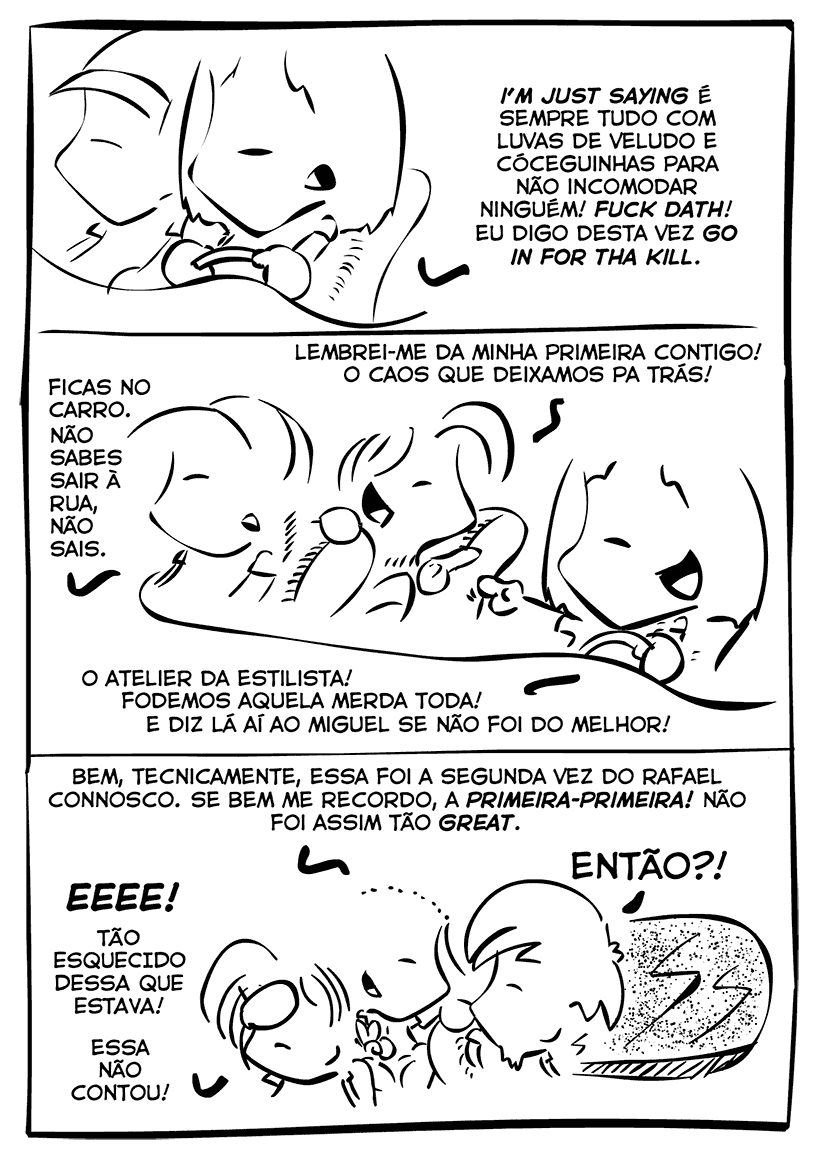 I'M JUST SAYING É
SEMPRE TUDO COM
LUVAS DE VELUDO E
CÓCEGUINHAS PARA
NÃO INCOMODAR
NINGUÉM! FUCK DATH!
EU DIGO DESTA VEZ GO
IN FOR THA KILL.
LEMBREI-ME DA MINHA PRIMEIRA CONTIGO!
O CAOS QUE DEIXAMOS PA TRÁS!
FICAS NO
CARRO.
NÃO
SABES
SAIR À
RUA,
NÃO
SAIS.
O ATELIER DA ESTILISTA!
FODEMOS AQUELA MERDA TODA!
E DIZ LÁ AÍ AO MIGUEL SE NÃO FOI DO MELHOR!
BEM, TECNICAMENTE, ESSA FOI A SEGUNDA VEZ DO RAFAEL
CONNOSCO. SE BEM ME RECORDO, A PRIMEIRA-PRIMEIRA! NÃO
FOI ASSIM TÃO GREAT.
ENTÃO?!
EEEE!
TÃO
ESQUECIDO
DESSA QUE
ESTAVA!
ESSA
NÃO
CONTOU!